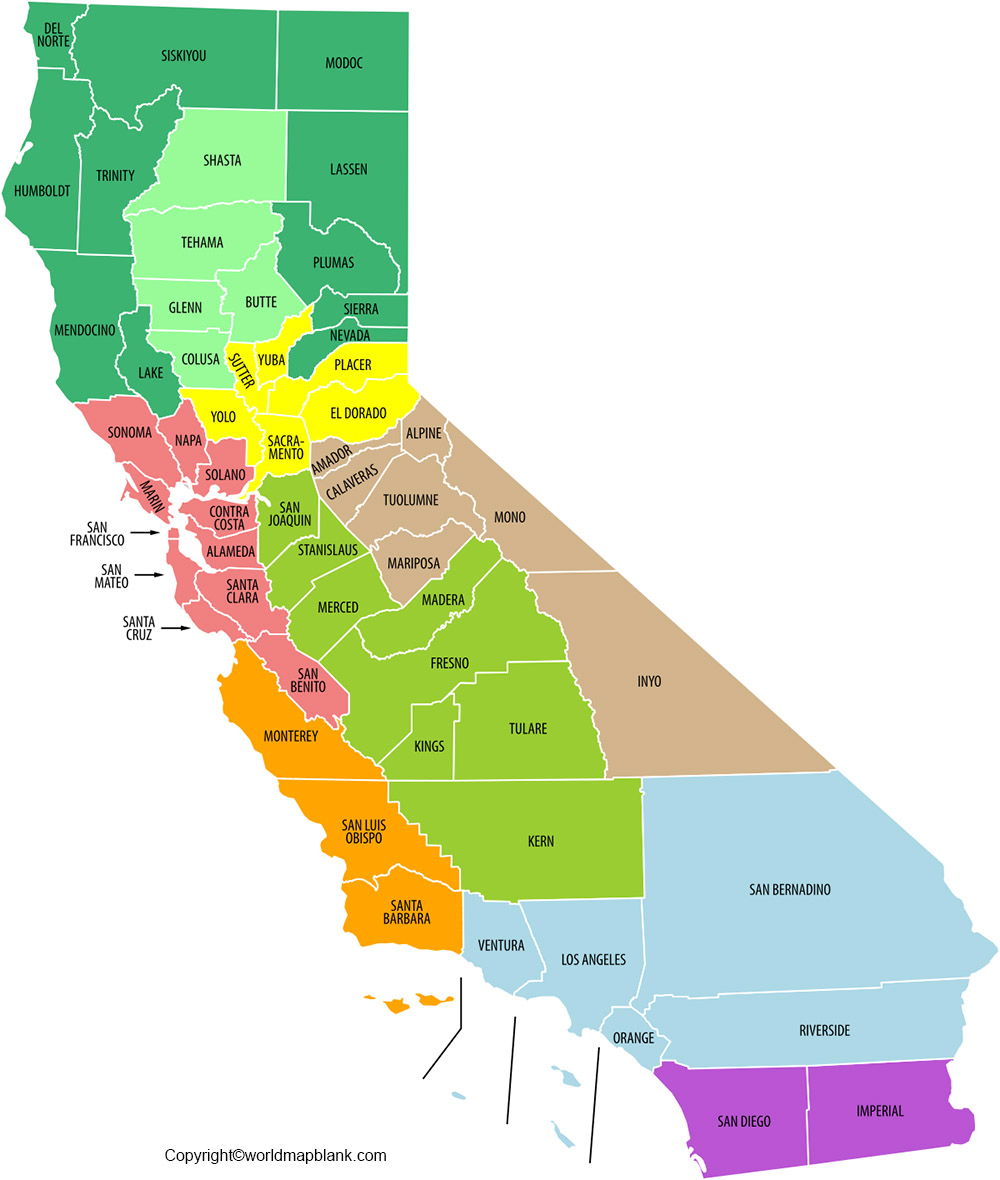 DEL
NORTE
SISKIYOU
MODOC
SHASTA
LASSEN
TRINITY
HUMBOLDT
TEHAMA
PLUMAS
BUTTE
GLENN
SIERRA
MENDOCINO
NEVADA
COLUSA
SUTTER
YUBA
PLACER
LAKE
EL DORADO
YOLO
SONOMA
NAPA
SACRA-
MENTO
ALPINE
AMADOR
SOLANO
CALAVERAS
MARIN
TUOLUMNE
SAN
JOAQUIN
CONTRA
COSTA
MONO
SAN
FRANCISCO
ALAMEDA
STANISLAUS
MARIPOSA
SAN
MATEO
SANTA
CLARA
MADERA
MERCED
SANTA
CRUZ
FRESNO
SAN
BENITO
INYO
TULARE
MONTEREY
KINGS
SAN LUIS
OBISPO
KERN
SAN BERNADINO
SANTA
BARBARA
VENTURA
LOS ANGELES
RIVERSIDE
ORANGE
IMPERIAL
SAN DIEGO
Copyright©worldmapblank.com